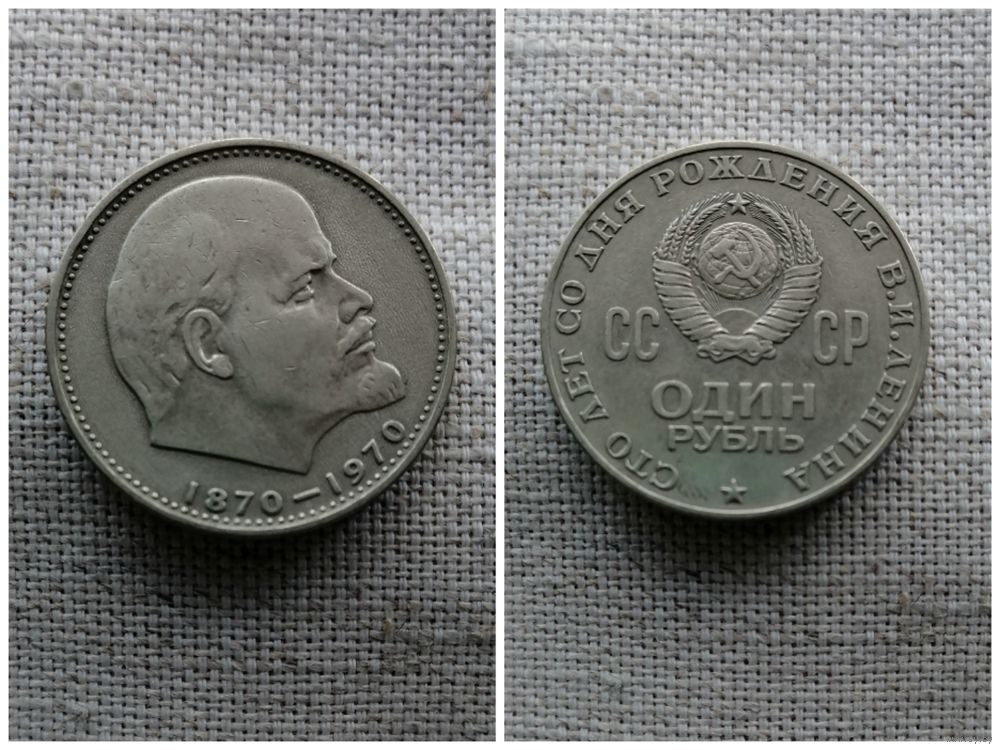 1870–1970
СТО ЛЕТ СО ДНЯ РОЖДЕНИЯ В.И.ЛЕНИНА
СС СР
ОДИН
РУБЛЬ